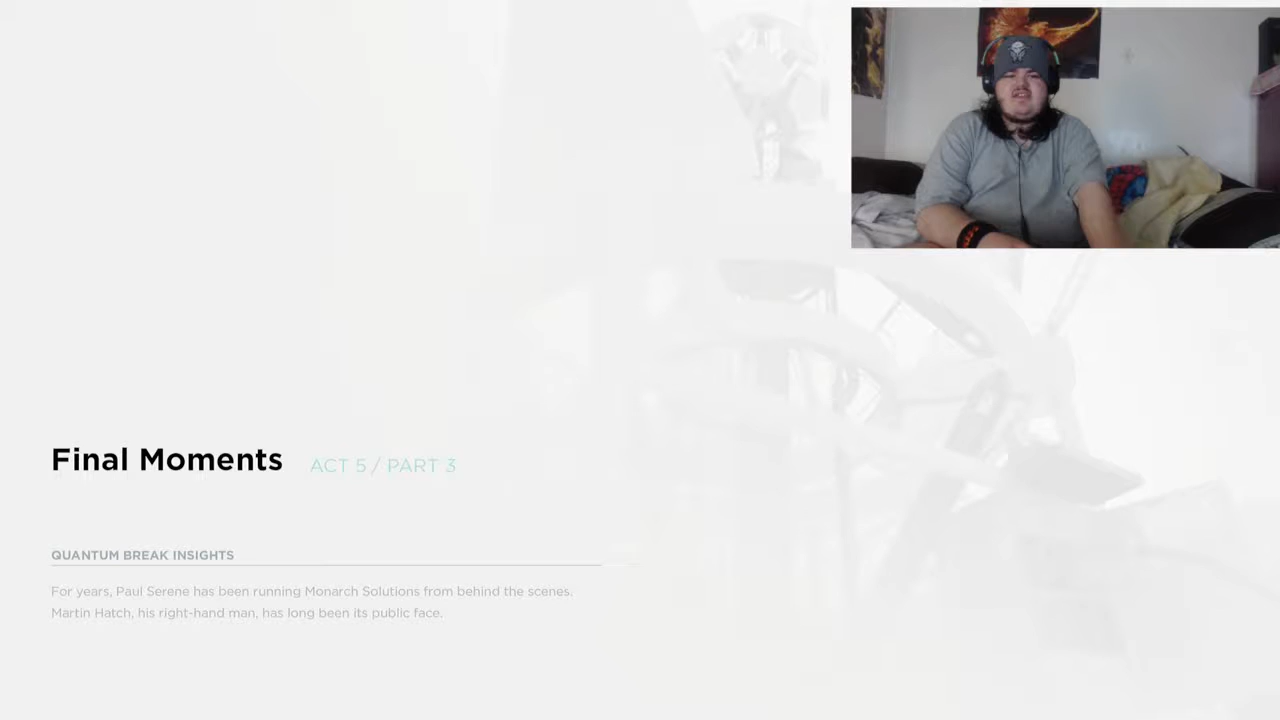 Final Moments ACT 5 / PART 3
QUANTUM BREAK INSIGHTS
For years, Paul Serene has been running Monarch Solutions from behind the scenes.
Martin Hatch, his right-hand man, has long been its public face.